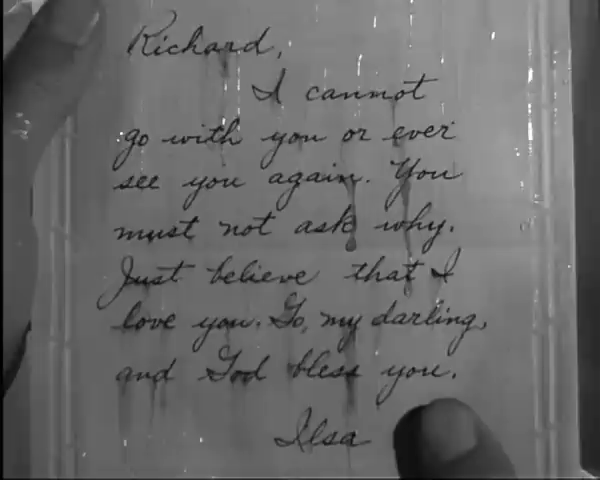 Richard,
I cannot
go with you or ever
see you again. You
must not ask why.
Just believe that I
love you. Go, my darling,
and God bless you.
Ilsa